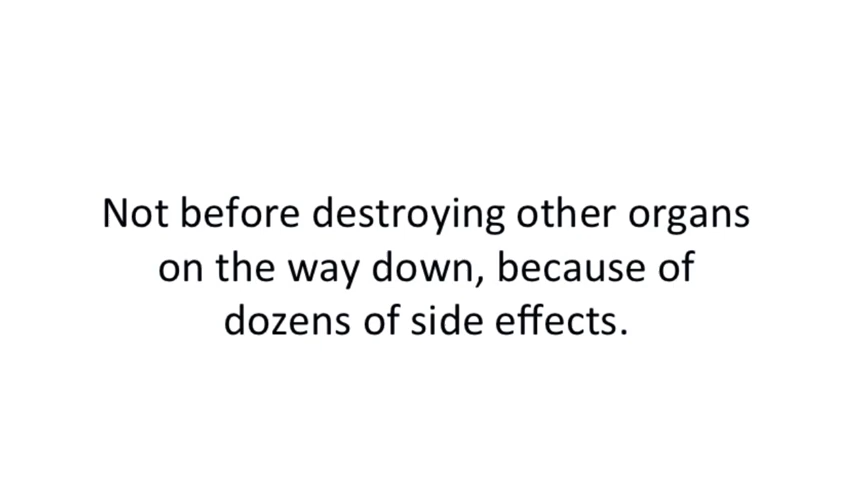 Not before destroying other organs
on the way down, because of
dozens of side effects.